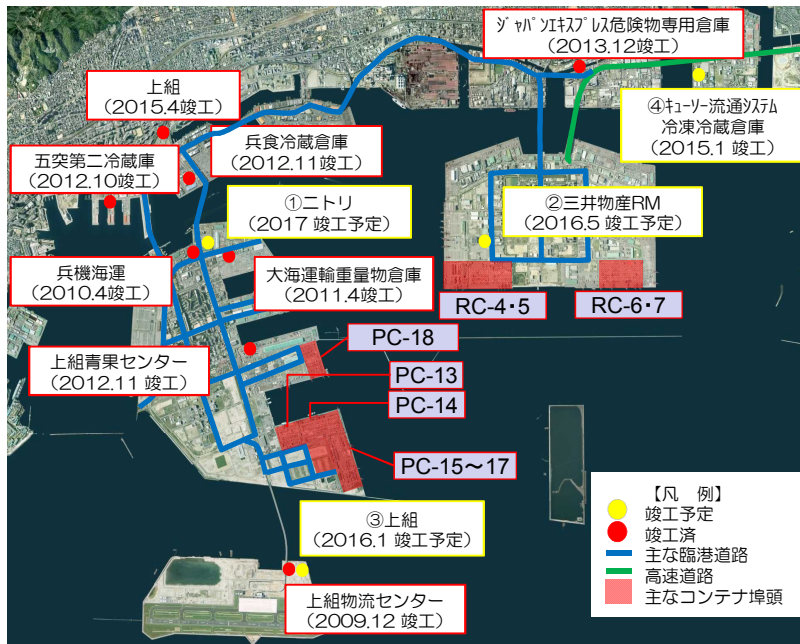 ｼﾞｬﾊﾟﾝｴｷｽﾌﾟﾚｽ危険物専用倉庫
（2013.12竣工）
上組
（2015.4竣工）
④ｷｭｰｿｰ流通ｼｽﾃﾑ
冷凍冷蔵倉庫
（2015.1 竣工）
兵食冷蔵倉庫
（2012.11竣工）
五突第二冷蔵庫
（2012.10竣工）
①ニトリ
（2017 竣工予定）
②三井物産RM
（2016.5 竣工予定）
兵機海運
（2010.4竣工）
大海運輸重量物倉庫
（2011.4竣工）
RC-4・5
RC-6・7
PC-18
上組青果センター
（2012.11 竣工）
PC-13
PC-14
PC-15～17
③上組
（2016.1 竣工予定）
上組物流センター
（2009.12 竣工）
【凡　例】
竣工予定
竣工済
主な臨港道路
高速道路
主なコンテナ埠頭